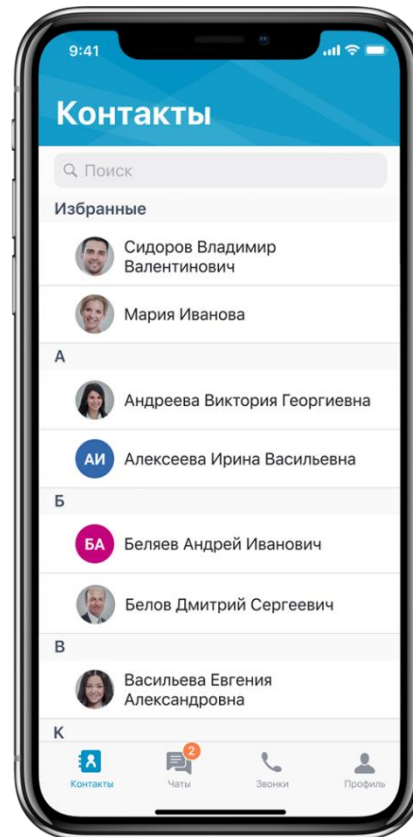 9:41
Контакты
Поиск
Избранные
Сидоров Владимир
Валентинович
Мария Иванова
А
Андреева Виктория Георгиевна
АИ
Алексеева Ирина Васильевна
Б
БА
Беляев Андрей Иванович
Белов Дмитрий Сергеевич
В
Васильева Евгения
Александровна
К
2
Контакты
Чаты
Звонки
Профиль